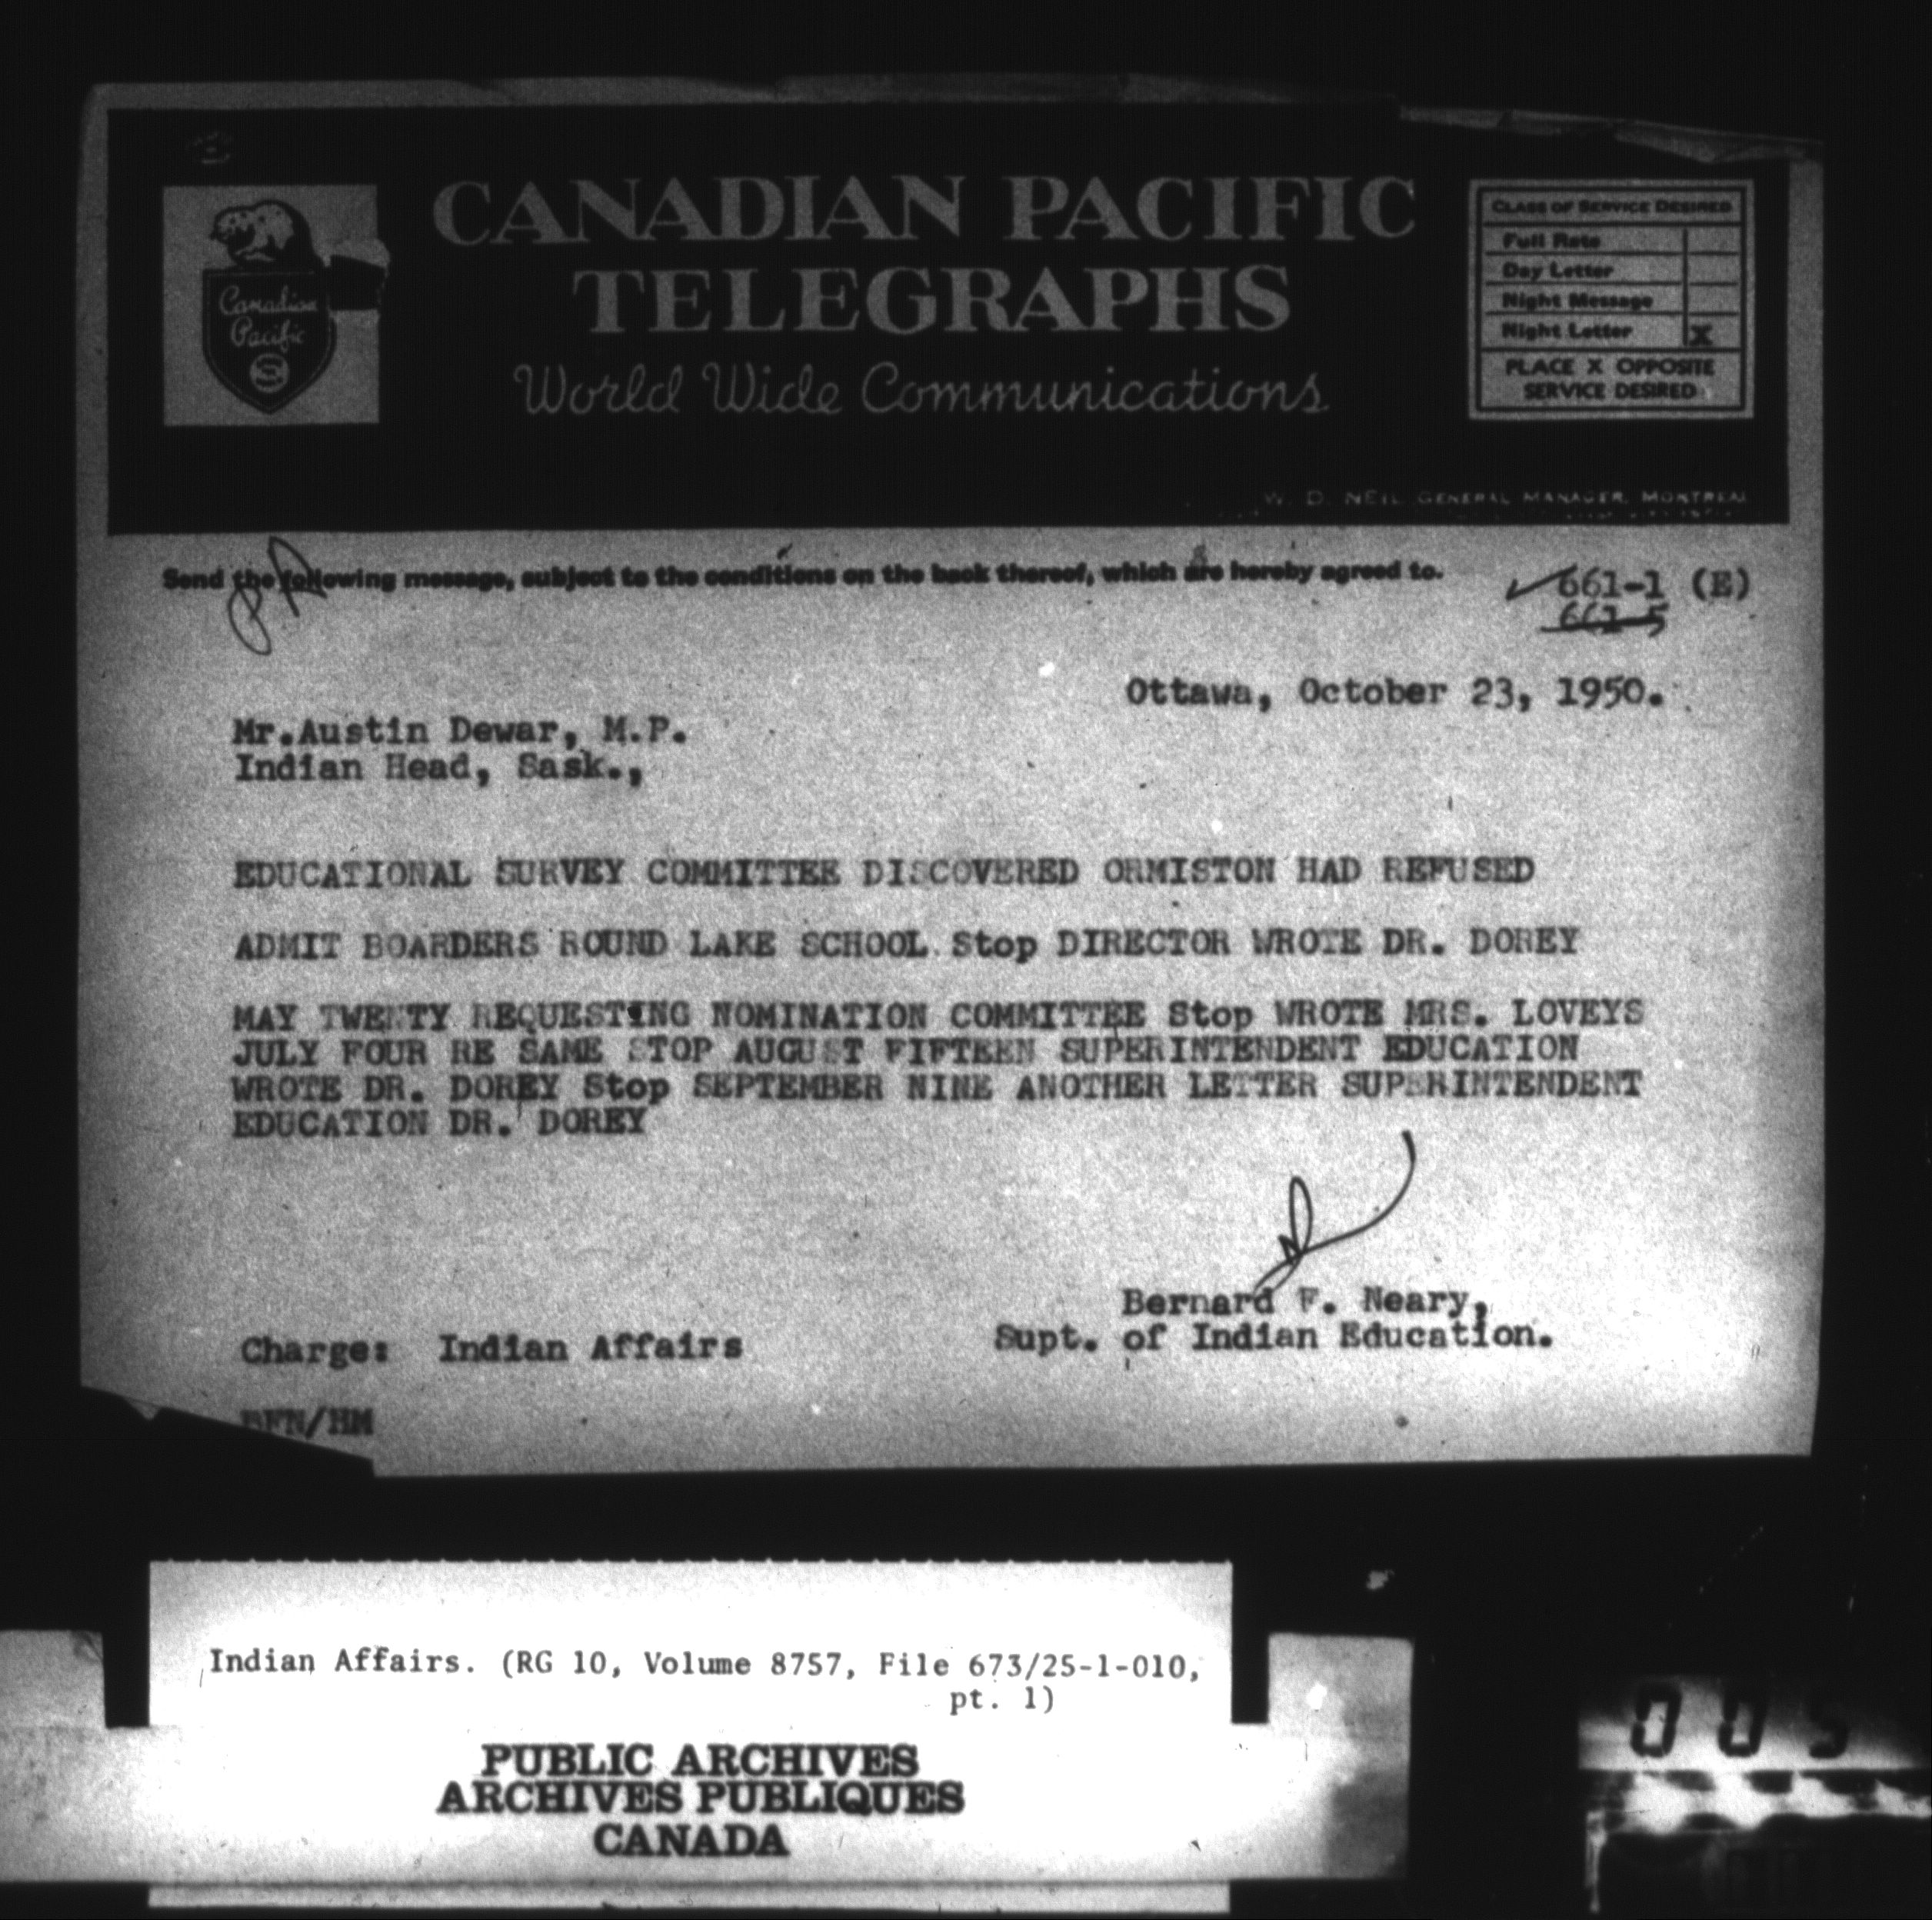 CANADIAN PACIFIC
TELEGRAPHS
World Wide Communications
Canadian
Pacific
CLASS OF SERVICE DESIRED
Full Rate
Day Letter
Night Message
Night Letter X
PLACE X OPPOSITE
SERVICE DESIRED
W. D. NEIL GENERAL MANAGER, MONTREAL
Send the following message, subject to the conditions on the back thereof, which are hereby agreed to.
661-1 (E)
661-5
Ottawa, October 23, 1950.
Mr.Austin Dewar, M.P.
Indian Head, Sask.,
EDUCATIONAL SURVEY COMMITTEE DISCOVERED ORMISTON HAD REFUSED
ADMIT BOARDERS ROUND LAKE SCHOOL Stop DIRECTOR WROTE DR. DOREY
MAY TWENTY REQUESTING NOMINATION COMMITTEE Stop WROTE MRS. LOVEYS
JULY FOUR RE SAME STOP AUGUST FIFTEEN SUPERINTENDENT EDUCATION
WROTE DR. DOREY Stop SEPTEMBER NINE ANOTHER LETTER SUPERINTENDENT
EDUCATION DR. DOREY
Bernard F. Neary,
Supt. of Indian Education.
Charge: Indian Affairs
BFN/HM
Indian Affairs. (RG 10, Volume 8757, File 673/25-1-010,
pt. 1)
PUBLIC ARCHIVES
ARCHIVES PUBLIQUES
CANADA
005